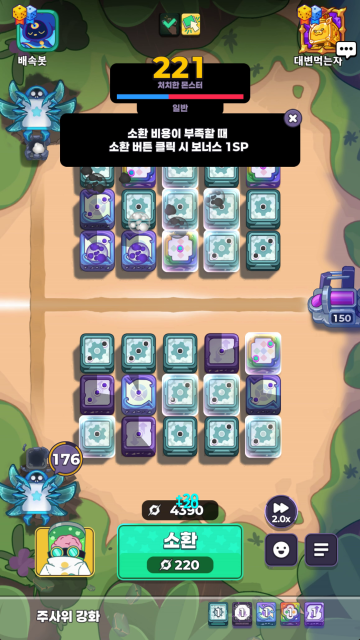 배속봇
대변먹는자
221
처치한 몬스터
일반
소환 비용이 부족할 때
소환 버튼 클릭 시 보너스 1SP
150
176
+30
4390
소환
220
2.0x
주사위 강화